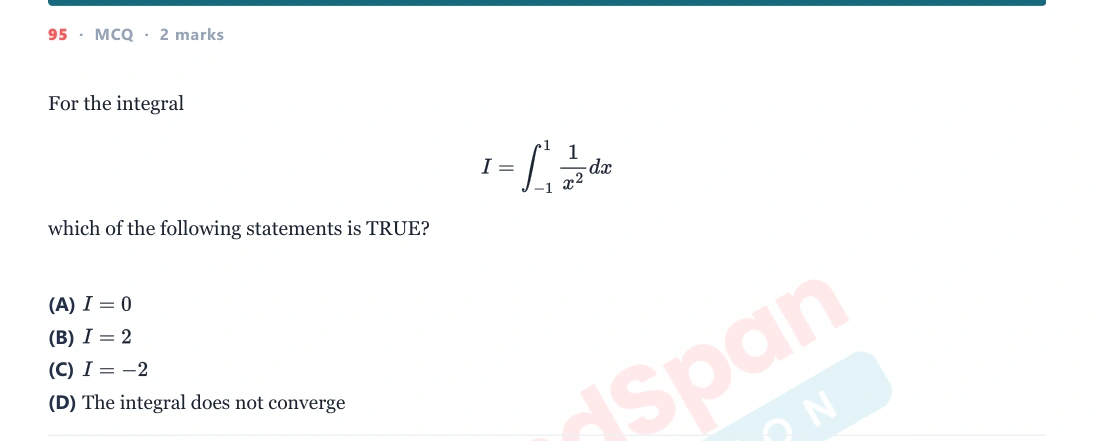 95 · MCQ · 2 marks
For the integral
I = ∫_{-1}^{1} \frac{1}{x^2} dx
which of the following statements is TRUE?
(A) I = 0
(B) I = 2
(C) I = −2
(D) The integral does not converge